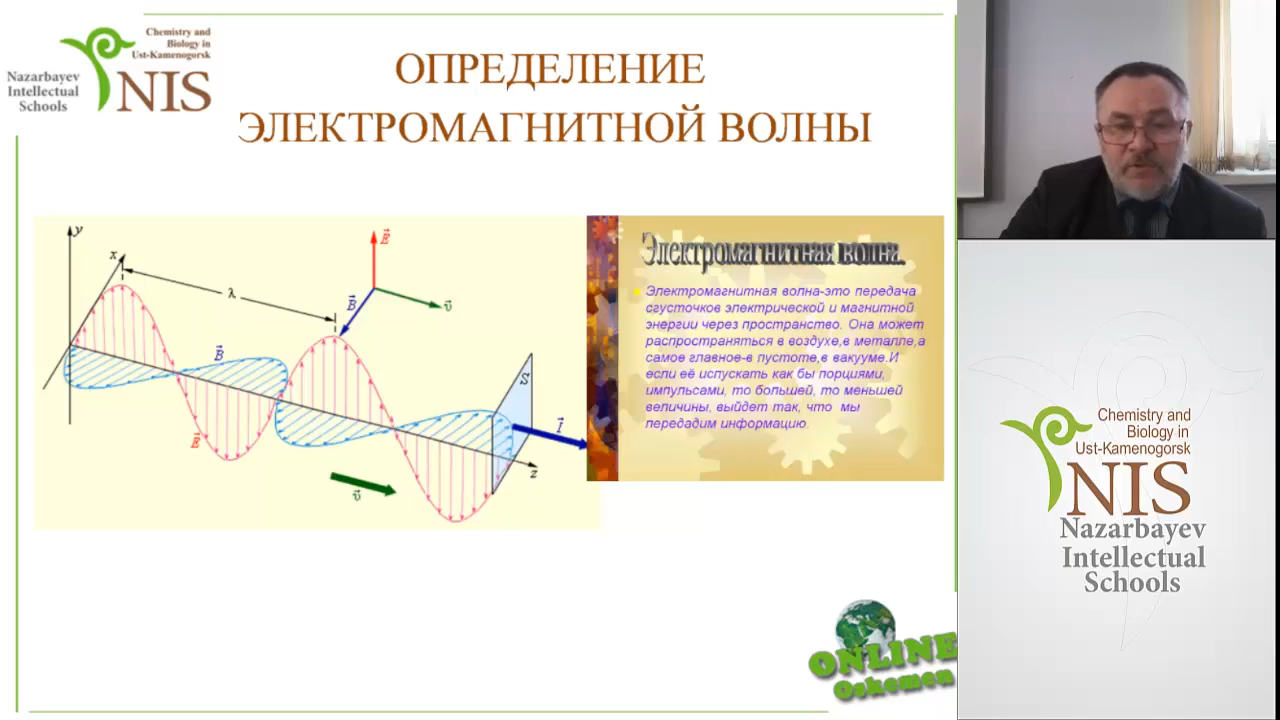 Chemistry and
Biology in
Ust-Kamenogorsk
Nazarbayev
Intellectual
Schools
NIS
ОПРЕДЕЛЕНИЕ
ЭЛЕКТРОМАГНИТНОЙ ВОЛНЫ
y
x
λ
E
B
υ
B
E
S
I
z
υ
Электромагнитная волна.
Электромагнитная волна-это передача
сгусточков электрической и магнитной
энергии через пространство. Она может
распространяться в воздухе,в металле,а
самое главное-в пустоте,в вакууме.И
если её испускать как бы порциями,
импульсами, то большей, то меньшей
величины, выйдет так, что мы
передадим информацию.
ONLINE
Oskemen
Chemistry and
Biology in
Ust-Kamenogorsk
NIS
Nazarbayev
Intellectual
Schools